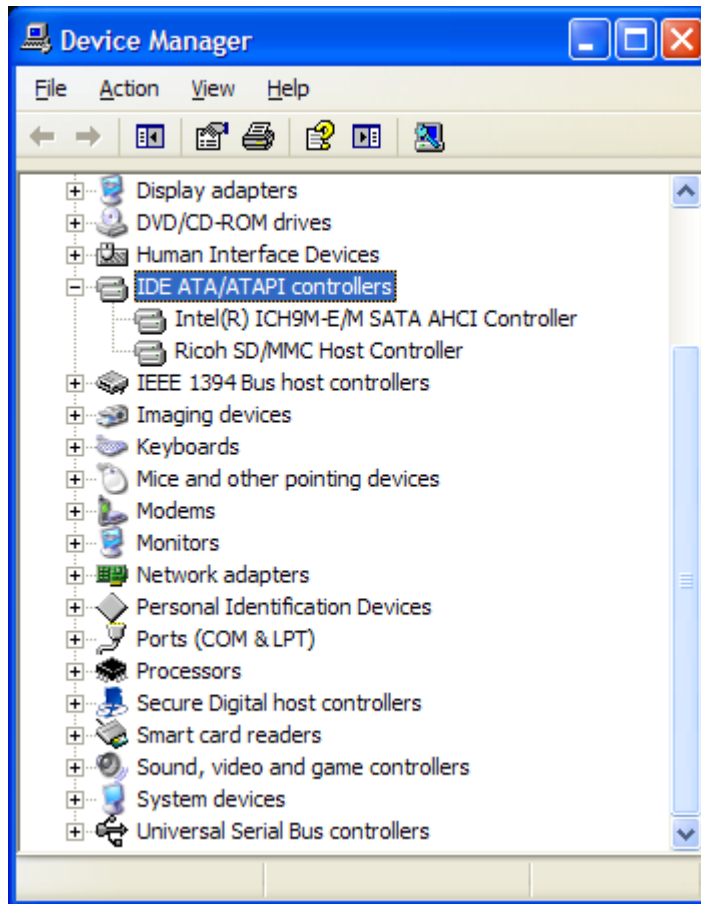 Device Manager
File Action View Help
Display adapters
DVD/CD-ROM drives
Human Interface Devices
IDE ATA/ATAPI controllers
Intel(R) ICH9M-E/M SATA AHCI Controller
Ricoh SD/MMC Host Controller
IEEE 1394 Bus host controllers
Imaging devices
Keyboards
Mice and other pointing devices
Modems
Monitors
Network adapters
Personal Identification Devices
Ports (COM & LPT)
Processors
Secure Digital host controllers
Smart card readers
Sound, video and game controllers
System devices
Universal Serial Bus controllers